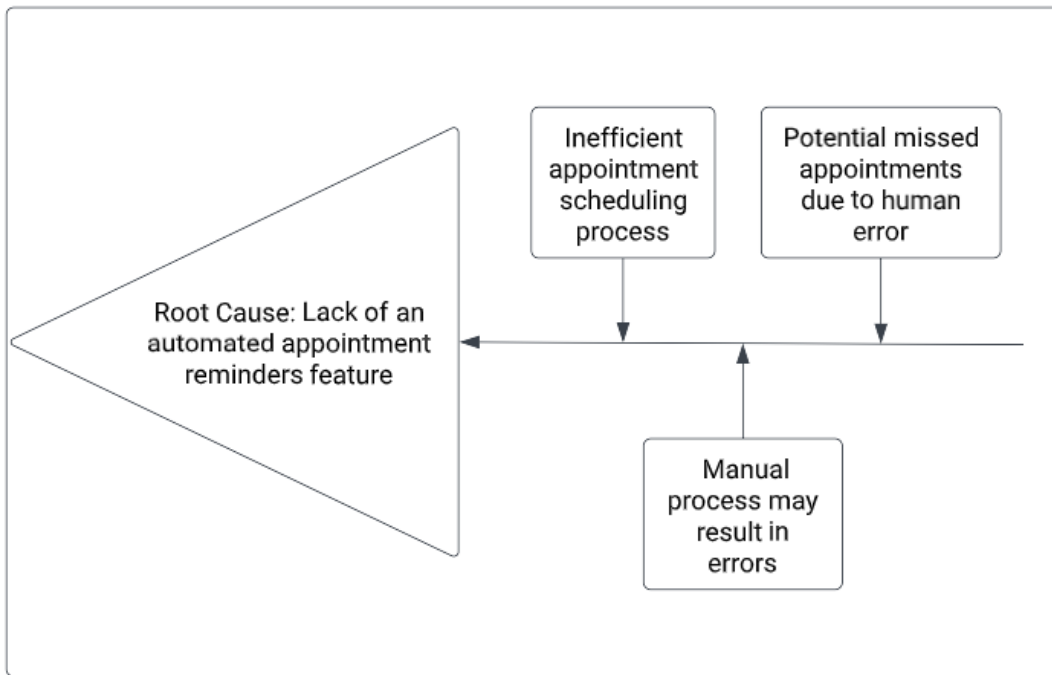 Inefficient
appointment
scheduling
process
Potential missed
appointments
due to human
error
Root Cause: Lack of an
automated appointment
reminders feature
Manual
process may
result in
errors